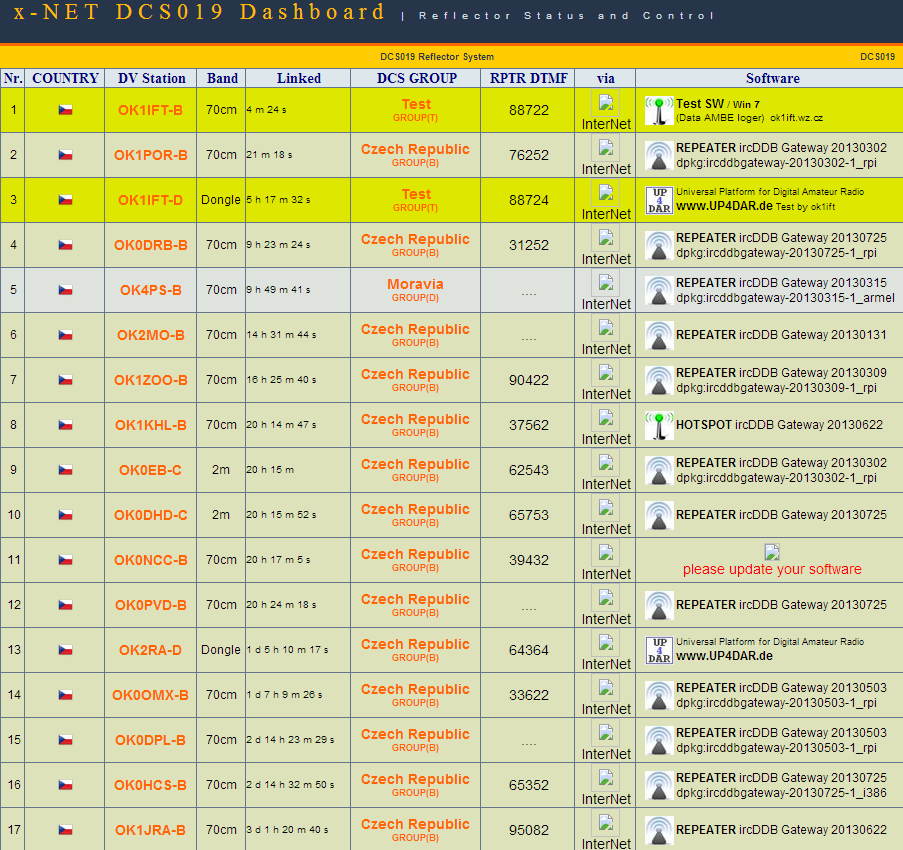 x-NET DCS019 Dashboard | Reflector Status and Control
DCS019 Reflector System DCS019
Nr. COUNTRY DV Station Band Linked DCS GROUP RPTR DTMF via Software
1 OK1IFT-B 70cm 4 m 24 s Test GROUP(T) 88722 InterNet Test SW / Win 7 (Data AMBE loger) ok1ift.wz.cz
2 OK1POR-B 70cm 21 m 18 s Czech Republic GROUP(B) 76252 InterNet REPEATER ircDDB Gateway 20130302 dpkg:ircddbgateway-20130302-1_rpi
3 OK1IFT-D Dongle 5 h 17 m 32 s Test GROUP(T) 88724 InterNet UP 4 DAR Universal Platform for Digital Amateur Radio www.UP4DAR.de Test by ok1ift
4 OK0DRB-B 70cm 9 h 23 m 24 s Czech Republic GROUP(B) 31252 InterNet REPEATER ircDDB Gateway 20130725 dpkg:ircddbgateway-20130725-1_rpi
5 OK4PS-B 70cm 9 h 49 m 41 s Moravia GROUP(D) .... InterNet REPEATER ircDDB Gateway 20130315 dpkg:ircddbgateway-20130315-1_armel
6 OK2MO-B 70cm 14 h 31 m 44 s Czech Republic GROUP(B) .... InterNet REPEATER ircDDB Gateway 20130131
7 OK1ZOO-B 70cm 16 h 25 m 40 s Czech Republic GROUP(B) 90422 InterNet REPEATER ircDDB Gateway 20130309 dpkg:ircddbgateway-20130309-1_rpi
8 OK1KHL-B 70cm 20 h 14 m 47 s Czech Republic GROUP(B) 37562 InterNet HOTSPOT ircDDB Gateway 20130622
9 OK0EB-C 2m 20 h 15 m Czech Republic GROUP(B) 62543 InterNet REPEATER ircDDB Gateway 20130302 dpkg:ircddbgateway-20130302-1_rpi
10 OK0DHD-C 2m 20 h 15 m 52 s Czech Republic GROUP(B) 65753 InterNet REPEATER ircDDB Gateway 20130725
11 OK0NCC-B 70cm 20 h 17 m 5 s Czech Republic GROUP(B) 39432 InterNet please update your software
12 OK0PVD-B 70cm 20 h 24 m 18 s Czech Republic GROUP(B) .... InterNet REPEATER ircDDB Gateway 20130725
13 OK2RA-D Dongle 1 d 5 h 10 m 17 s Czech Republic GROUP(B) 64364 InterNet UP 4 DAR Universal Platform for Digital Amateur Radio www.UP4DAR.de
14 OK0OMX-B 70cm 1 d 7 h 9 m 26 s Czech Republic GROUP(B) 33622 InterNet REPEATER ircDDB Gateway 20130503 dpkg:ircddbgateway-20130503-1_rpi
15 OK0DPL-B 70cm 2 d 14 h 23 m 29 s Czech Republic GROUP(B) .... InterNet REPEATER ircDDB Gateway 20130503 dpkg:ircddbgateway-20130503-1_rpi
16 OK0HCS-B 70cm 2 d 14 h 32 m 50 s Czech Republic GROUP(B) 65352 InterNet REPEATER ircDDB Gateway 20130725 dpkg:ircddbgateway-20130725-1_i386
17 OK1JRA-B 70cm 3 d 1 h 20 m 40 s Czech Republic GROUP(B) 95082 InterNet REPEATER ircDDB Gateway 20130622